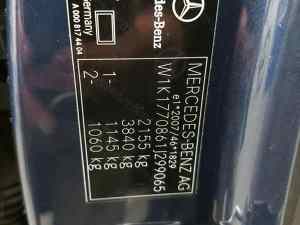 Mercedes-Benz
Germany
A 000 817 44 04
MERCEDES-BENZ AG
e1*2007/46*1829
W1K1770861J299065
2155 kg
3840 kg
1- 1145 kg
2- 1060 kg